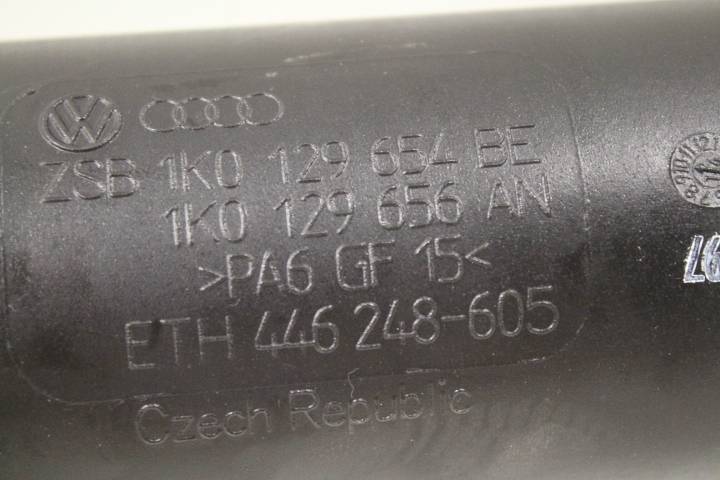 ZSB 1K0 129 654 BE
1K0 129 656 AN
>PA6 GF 15<
ETH 446 248-605
Czech Republic